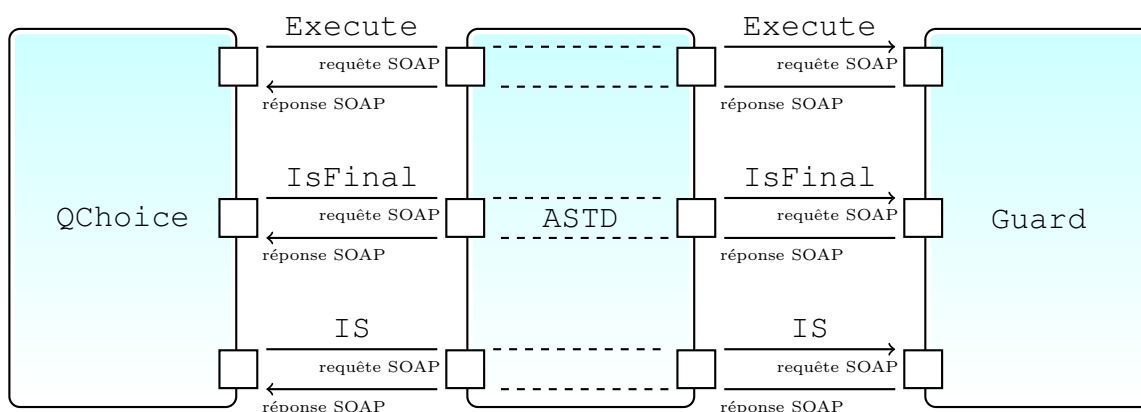 Execute Execute
requête SOAP requête SOAP
réponse SOAP réponse SOAP
IsFinal IsFinal
QChoice requête SOAP ASTD requête SOAP Guard
réponse SOAP réponse SOAP
IS IS
requête SOAP requête SOAP
réponse SOAP réponse SOAP